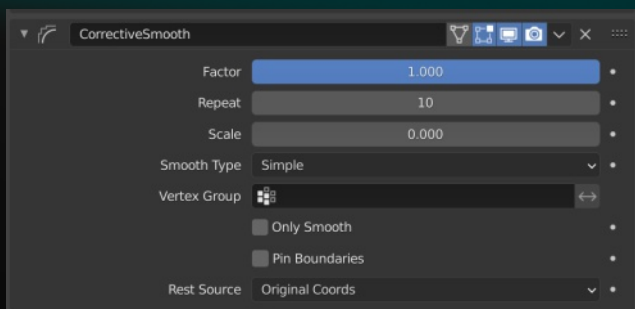 CorrectiveSmooth
Factor 1.000
Repeat 10
Scale 0.000
Smooth Type Simple
Vertex Group
Only Smooth
Pin Boundaries
Rest Source Original Coords